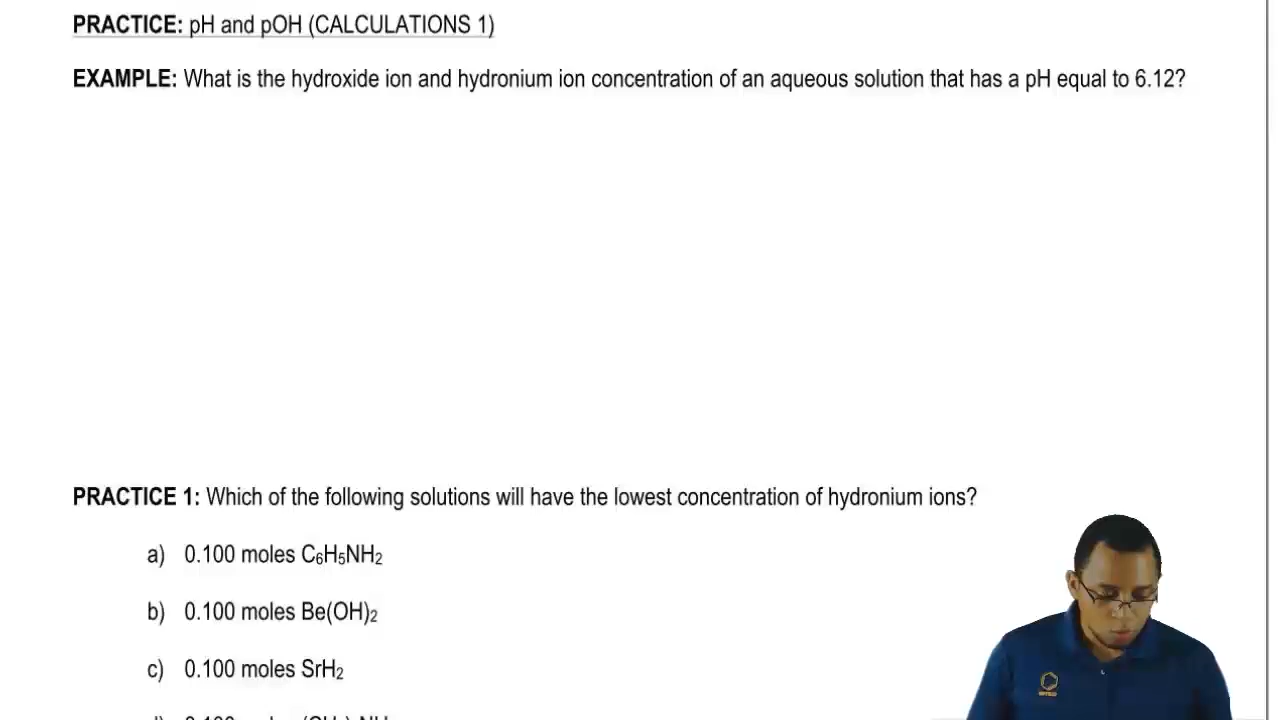 PRACTICE: pH and pOH (CALCULATIONS 1)
EXAMPLE: What is the hydroxide ion and hydronium ion concentration of an aqueous solution that has a pH equal to 6.12?
PRACTICE 1: Which of the following solutions will have the lowest concentration of hydronium ions?
a) 0.100 moles C₆H₅NH₂
b) 0.100 moles Be(OH)₂
c) 0.100 moles SrH₂